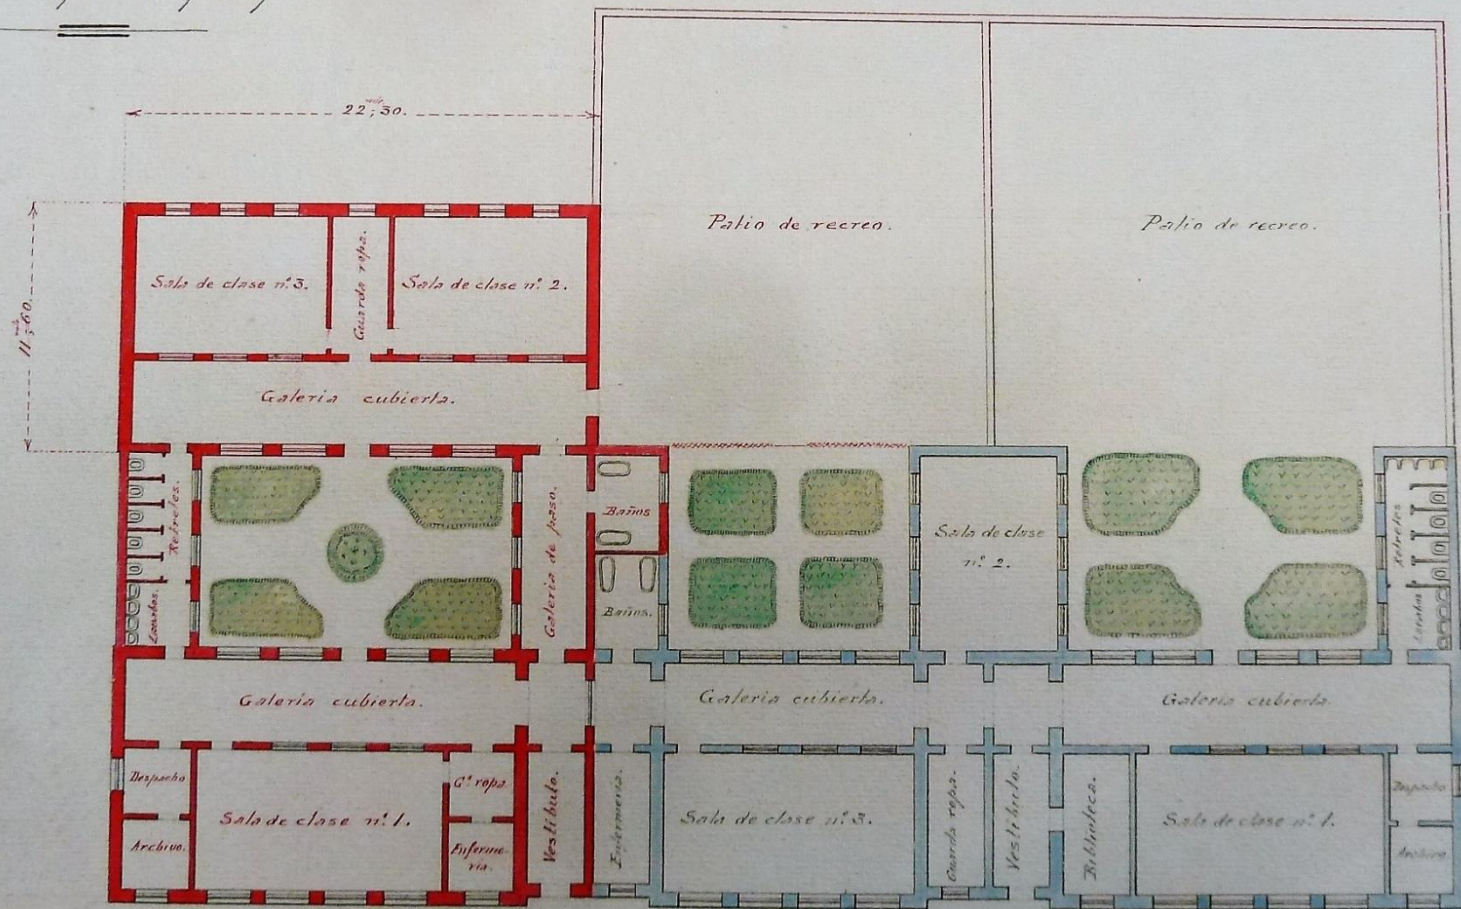 22,30.
11,60.
Patio de recreo.
Patio de recreo.
Sala de clase nº 3.
Guarda ropa.
Sala de clase nº 2.
Galeria cubierta.
Retretes.
Lavabos.
Galeria de paso.
Baños
Baños.
Sala de clase
nº 2.
Retretes
Lavabos
Galeria cubierta.
Galeria cubierta.
Galeria cubierta.
Despacho
Archivo.
Sala de clase nº 1.
Gª ropa.
Enferme-
ria.
Vestibulo.
Enfermeria.
Sala de clase nº 3.
Guarda ropa.
Vestibulo.
Biblioteca.
Sala de clase nº 1.
Despacho
Archivo